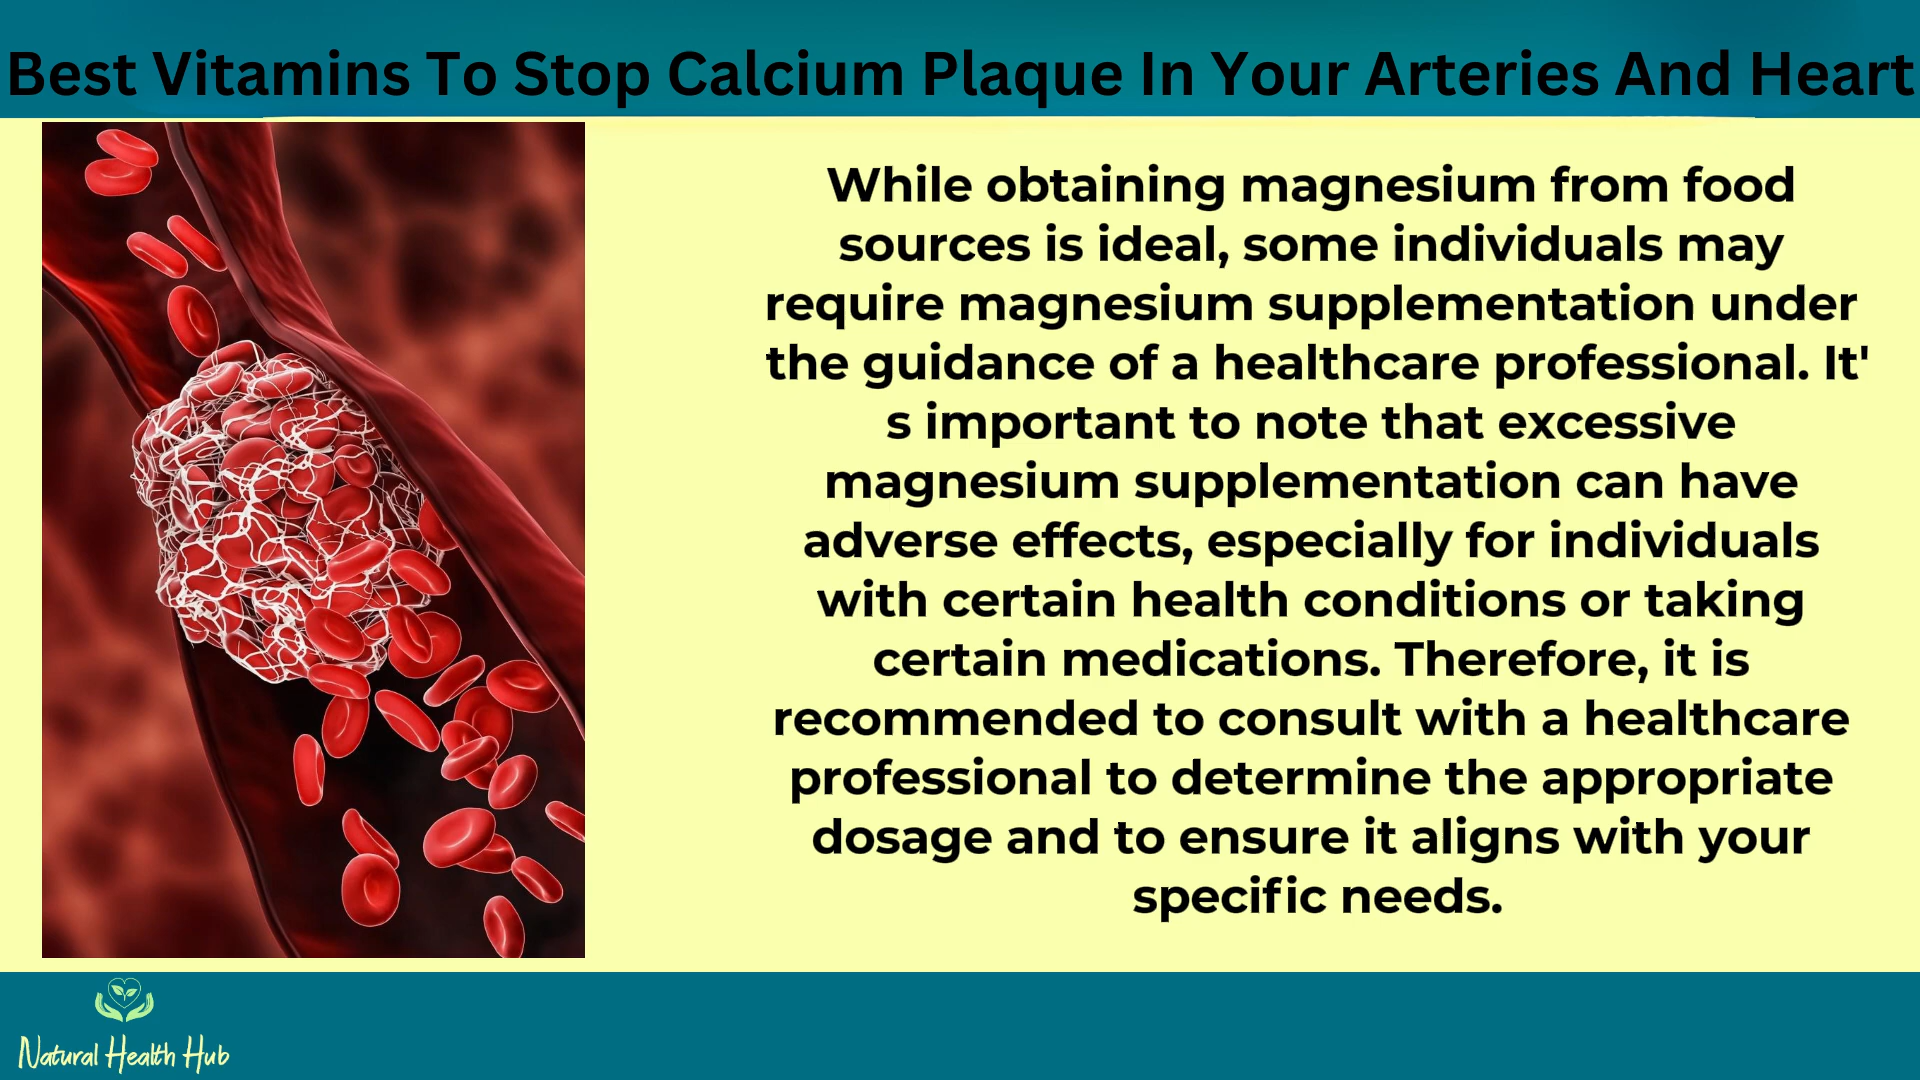 Best Vitamins To Stop Calcium Plaque In Your Arteries And Heart
While obtaining magnesium from food
sources is ideal, some individuals may
require magnesium supplementation under
the guidance of a healthcare professional. It'
s important to note that excessive
magnesium supplementation can have
adverse effects, especially for individuals
with certain health conditions or taking
certain medications. Therefore, it is
recommended to consult with a healthcare
professional to determine the appropriate
dosage and to ensure it aligns with your
specific needs.
Natural Health Hub